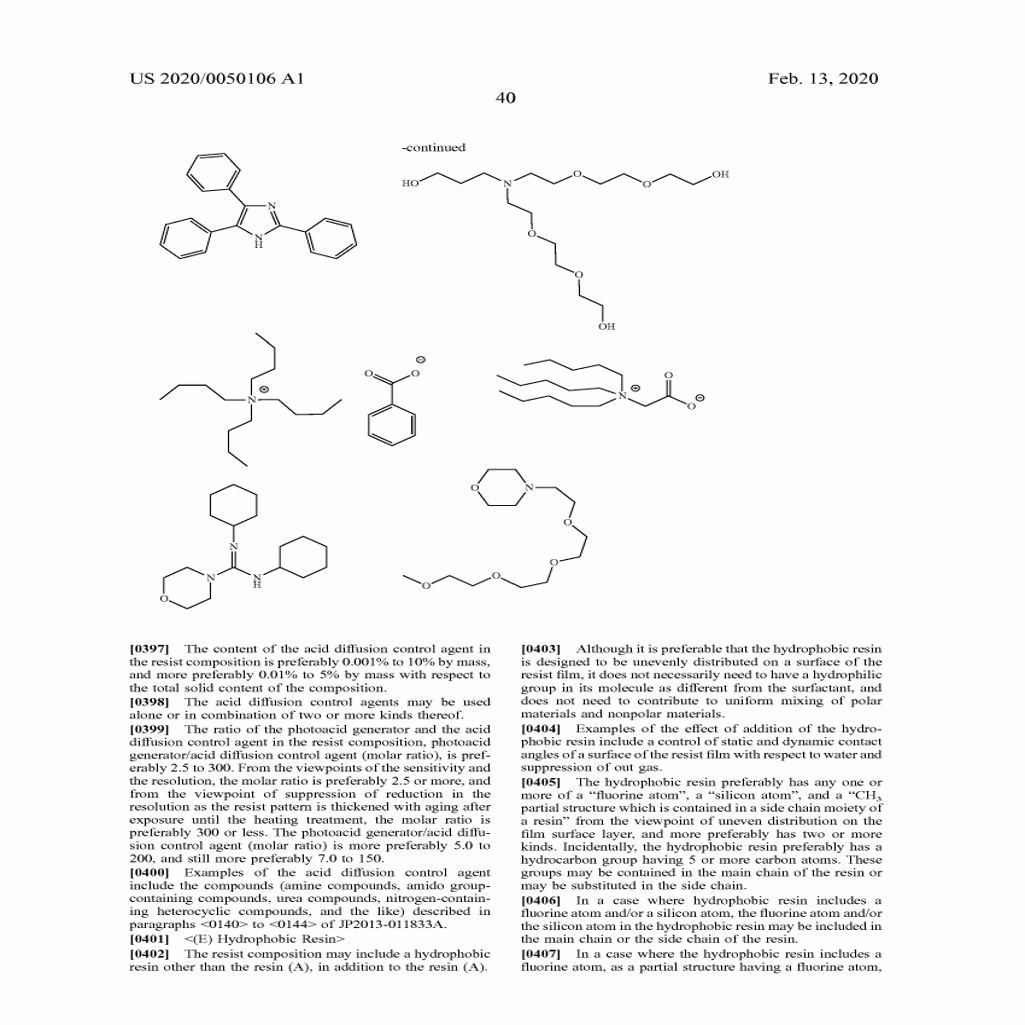 US 2020/0050106 A1
Feb. 13, 2020
40
-continued
N
N
H
HO
N
O
O
OH
O
O
OH
N
⊕
O
O
⊖
N
⊕
O
O
⊖
N
N
N
H
O
O
N
O
O
O
O
[0397] The content of the acid diffusion control agent in
the resist composition is preferably 0.001% to 10% by mass,
and more preferably 0.01% to 5% by mass with respect to
the total solid content of the composition.
[0398] The acid diffusion control agents may be used
alone or in combination of two or more kinds thereof.
[0399] The ratio of the photoacid generator and the acid
diffusion control agent in the resist composition, photoacid
generator/acid diffusion control agent (molar ratio), is pref-
erably 2.5 to 300. From the viewpoints of the sensitivity and
the resolution, the molar ratio is preferably 2.5 or more, and
from the viewpoint of suppression of reduction in the
resolution as the resist pattern is thickened with aging after
exposure until the heating treatment, the molar ratio is
preferably 300 or less. The photoacid generator/acid diffu-
sion control agent (molar ratio) is more preferably 5.0 to
200, and still more preferably 7.0 to 150.
[0400] Examples of the acid diffusion control agent
include the compounds (amine compounds, amido group-
containing compounds, urea compounds, nitrogen-contain-
ing heterocyclic compounds, and the like) described in
paragraphs <0140> to <0144> of JP2013-011833A.
[0401] <(E) Hydrophobic Resin>
[0402] The resist composition may include a hydrophobic
resin other than the resin (A), in addition to the resin (A).
[0403] Although it is preferable that the hydrophobic resin
is designed to be unevenly distributed on a surface of the
resist film, it does not necessarily need to have a hydrophilic
group in its molecule as different from the surfactant, and
does not need to contribute to uniform mixing of polar
materials and nonpolar materials.
[0404] Examples of the effect of addition of the hydro-
phobic resin include a control of static and dynamic contact
angles of a surface of the resist film with respect to water and
suppression of out gas.
[0405] The hydrophobic resin preferably has any one or
more of a “fluorine atom”, a “silicon atom”, and a “CH₃
partial structure which is contained in a side chain moiety of
a resin” from the viewpoint of uneven distribution on the
film surface layer, and more preferably has two or more
kinds. Incidentally, the hydrophobic resin preferably has a
hydrocarbon group having 5 or more carbon atoms. These
groups may be contained in the main chain of the resin or
may be substituted in the side chain.
[0406] In a case where hydrophobic resin includes a
fluorine atom and/or a silicon atom, the fluorine atom and/or
the silicon atom in the hydrophobic resin may be included in
the main chain or the side chain of the resin.
[0407] In a case where the hydrophobic resin includes a
fluorine atom, as a partial structure having a fluorine atom,